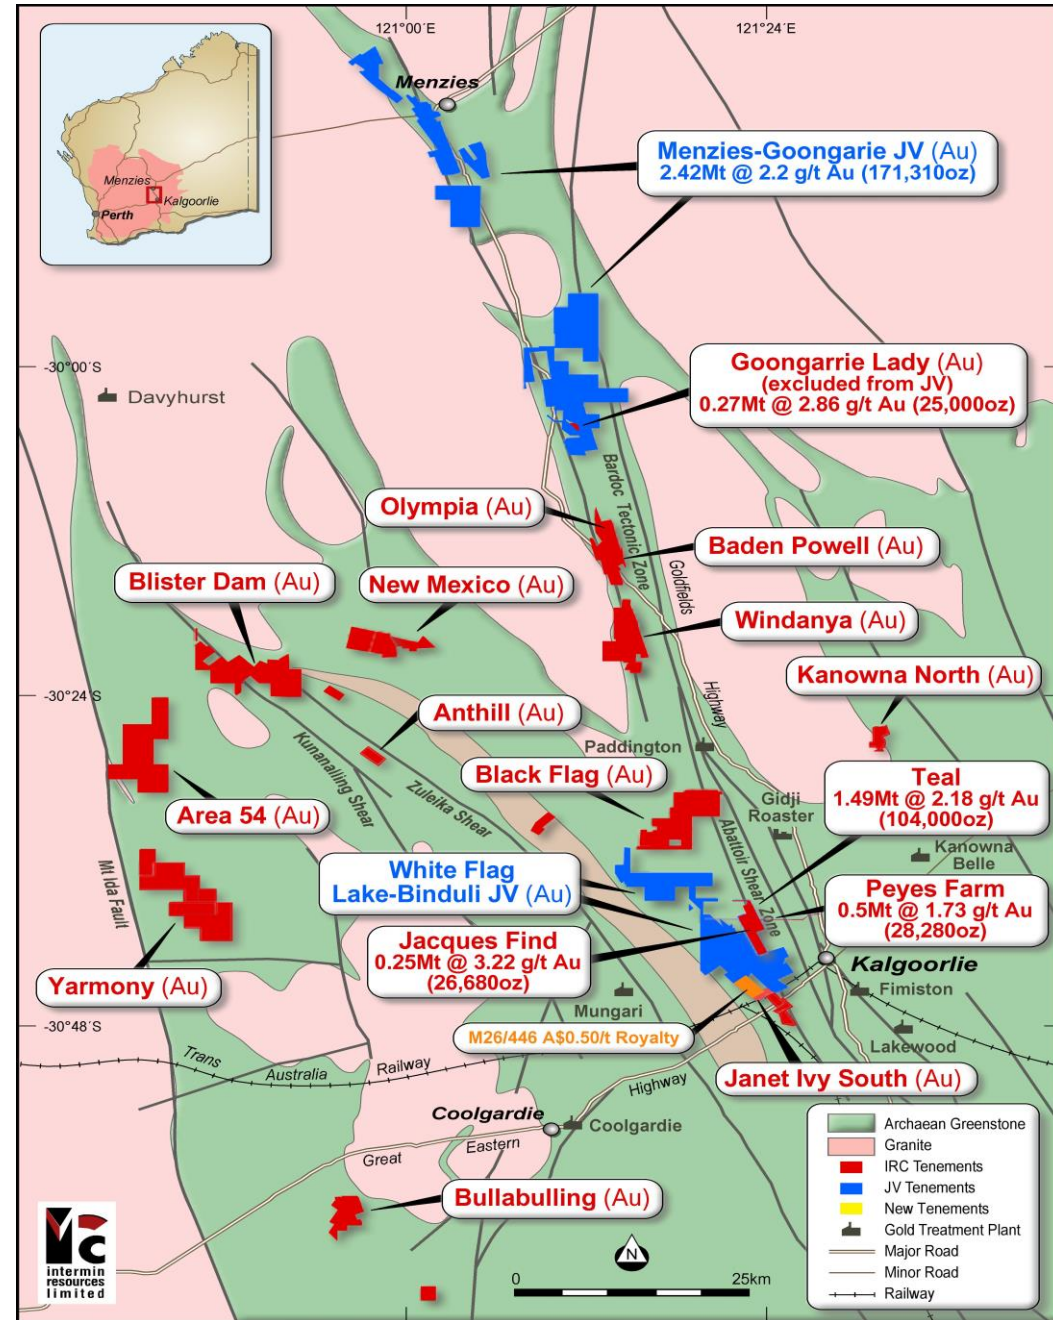 121°00´E
121°24´E
Menzies
Menzies
Kalgoorlie
Perth
Menzies-Goongarie JV (Au)
2.42Mt @ 2.2 g/t Au (171,310oz)
-30°00´S
Davyhurst
Goongarrie Lady (Au)
(excluded from JV)
0.27Mt @ 2.86 g/t Au (25,000oz)
Bardoc Tectonic Zone
Olympia (Au)
Baden Powell (Au)
Goldfields
Highway
Blister Dam (Au)
New Mexico (Au)
Windanya (Au)
Kanowna North (Au)
-30°24´S
Anthill (Au)
Kunanalling Shear
Zuleika Shear
Paddington
Black Flag (Au)
Teal
1.49Mt @ 2.18 g/t Au
(104,000oz)
Gidji
Roaster
Area 54 (Au)
Abattoir Shear Zone
Kanowna
Belle
Mt Ida Fault
White Flag
Lake-Binduli JV (Au)
Peyes Farm
0.5Mt @ 1.73 g/t Au
(28,280oz)
Jacques Find
0.25Mt @ 3.22 g/t Au
(26,680oz)
Yarmony (Au)
Kalgoorlie
Mungari
Fimiston
-30°48´S
M26/446 A$0.50/t Royalty
Lakewood
Trans
Australia
Railway
Highway
Janet Ivy South (Au)
Coolgardie
Coolgardie
Great
Eastern
Bullabulling (Au)
Archaean Greenstone
Granite
IRC Tenements
JV Tenements
New Tenements
Gold Treatment Plant
Major Road
Minor Road
Railway
N
0
25km
intermin
resources
limited